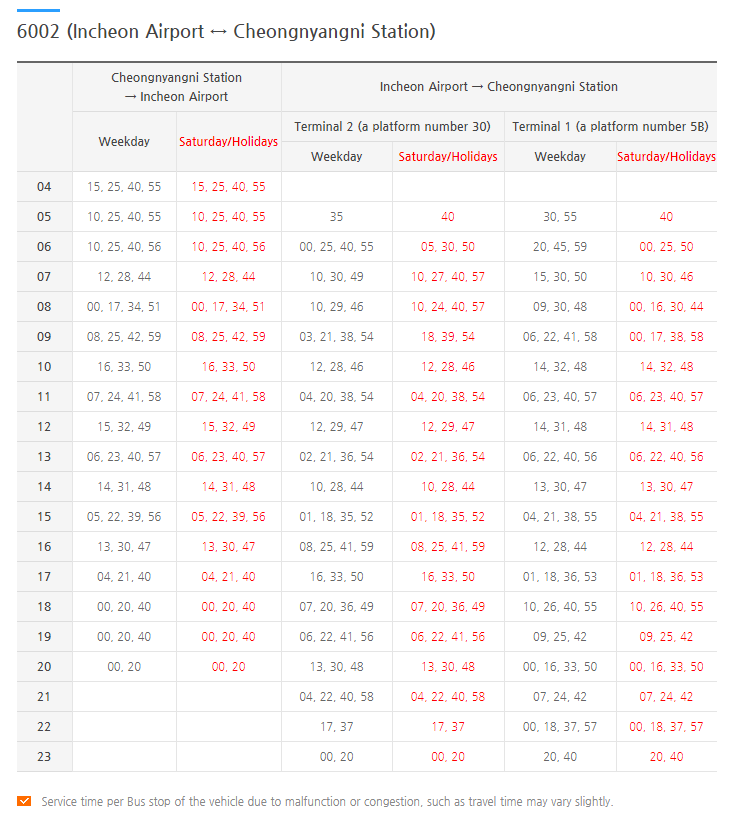 6002 (Incheon Airport ↔ Cheongnyangni Station)
Cheongnyangni Station
→ Incheon Airport
Incheon Airport → Cheongnyangni Station
Terminal 2 (a platform number 30) Terminal 1 (a platform number 5B)
Weekday Saturday/Holidays Weekday Saturday/Holidays Weekday Saturday/Holidays
04 15, 25, 40, 55 15, 25, 40, 55
05 10, 25, 40, 55 10, 25, 40, 55 35 40 30, 55 40
06 10, 25, 40, 56 10, 25, 40, 56 00, 25, 40, 55 05, 30, 50 20, 45, 59 00, 25, 50
07 12, 28, 44 12, 28, 44 10, 30, 49 10, 27, 40, 57 15, 30, 50 10, 30, 46
08 00, 17, 34, 51 00, 17, 34, 51 10, 29, 46 10, 24, 40, 57 09, 30, 48 00, 16, 30, 44
09 08, 25, 42, 59 08, 25, 42, 59 03, 21, 38, 54 18, 39, 54 06, 22, 41, 58 00, 17, 38, 58
10 16, 33, 50 16, 33, 50 12, 28, 46 12, 28, 46 14, 32, 48 14, 32, 48
11 07, 24, 41, 58 07, 24, 41, 58 04, 20, 38, 54 04, 20, 38, 54 06, 23, 40, 57 06, 23, 40, 57
12 15, 32, 49 15, 32, 49 12, 29, 47 12, 29, 47 14, 31, 48 14, 31, 48
13 06, 23, 40, 57 06, 23, 40, 57 02, 21, 36, 54 02, 21, 36, 54 06, 22, 40, 56 06, 22, 40, 56
14 14, 31, 48 14, 31, 48 10, 28, 44 10, 28, 44 13, 30, 47 13, 30, 47
15 05, 22, 39, 56 05, 22, 39, 56 01, 18, 35, 52 01, 18, 35, 52 04, 21, 38, 55 04, 21, 38, 55
16 13, 30, 47 13, 30, 47 08, 25, 41, 59 08, 25, 41, 59 12, 28, 44 12, 28, 44
17 04, 21, 40 04, 21, 40 16, 33, 50 16, 33, 50 01, 18, 36, 53 01, 18, 36, 53
18 00, 20, 40 00, 20, 40 07, 20, 36, 49 07, 20, 36, 49 10, 26, 40, 55 10, 26, 40, 55
19 00, 20, 40 00, 20, 40 06, 22, 41, 56 06, 22, 41, 56 09, 25, 42 09, 25, 42
20 00, 20 00, 20 13, 30, 48 13, 30, 48 00, 16, 33, 50 00, 16, 33, 50
21 04, 22, 40, 58 04, 22, 40, 58 07, 24, 42 07, 24, 42
22 17, 37 17, 37 00, 18, 37, 57 00, 18, 37, 57
23 00, 20 00, 20 20, 40 20, 40
Service time per Bus stop of the vehicle due to malfunction or congestion, such as travel time may vary slightly.